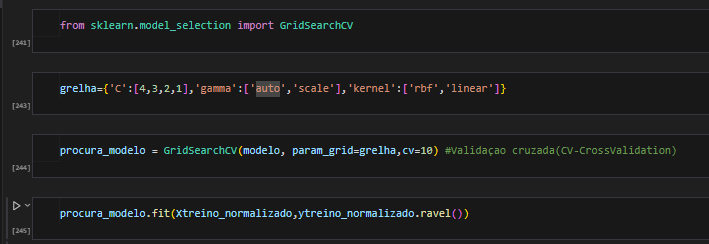 from sklearn.model_selection import GridSearchCV
[241]
grelha={'C':[4,3,2,1],'gamma':['auto','scale'],'kernel':['rbf','linear']}
[243]
procura_modelo = GridSearchCV(modelo, param_grid=grelha,cv=10) #Validaçao cruzada(CV-CrossValidation)
[244]
procura_modelo.fit(Xtreino_normalizado,ytreino_normalizado.ravel())
[245]